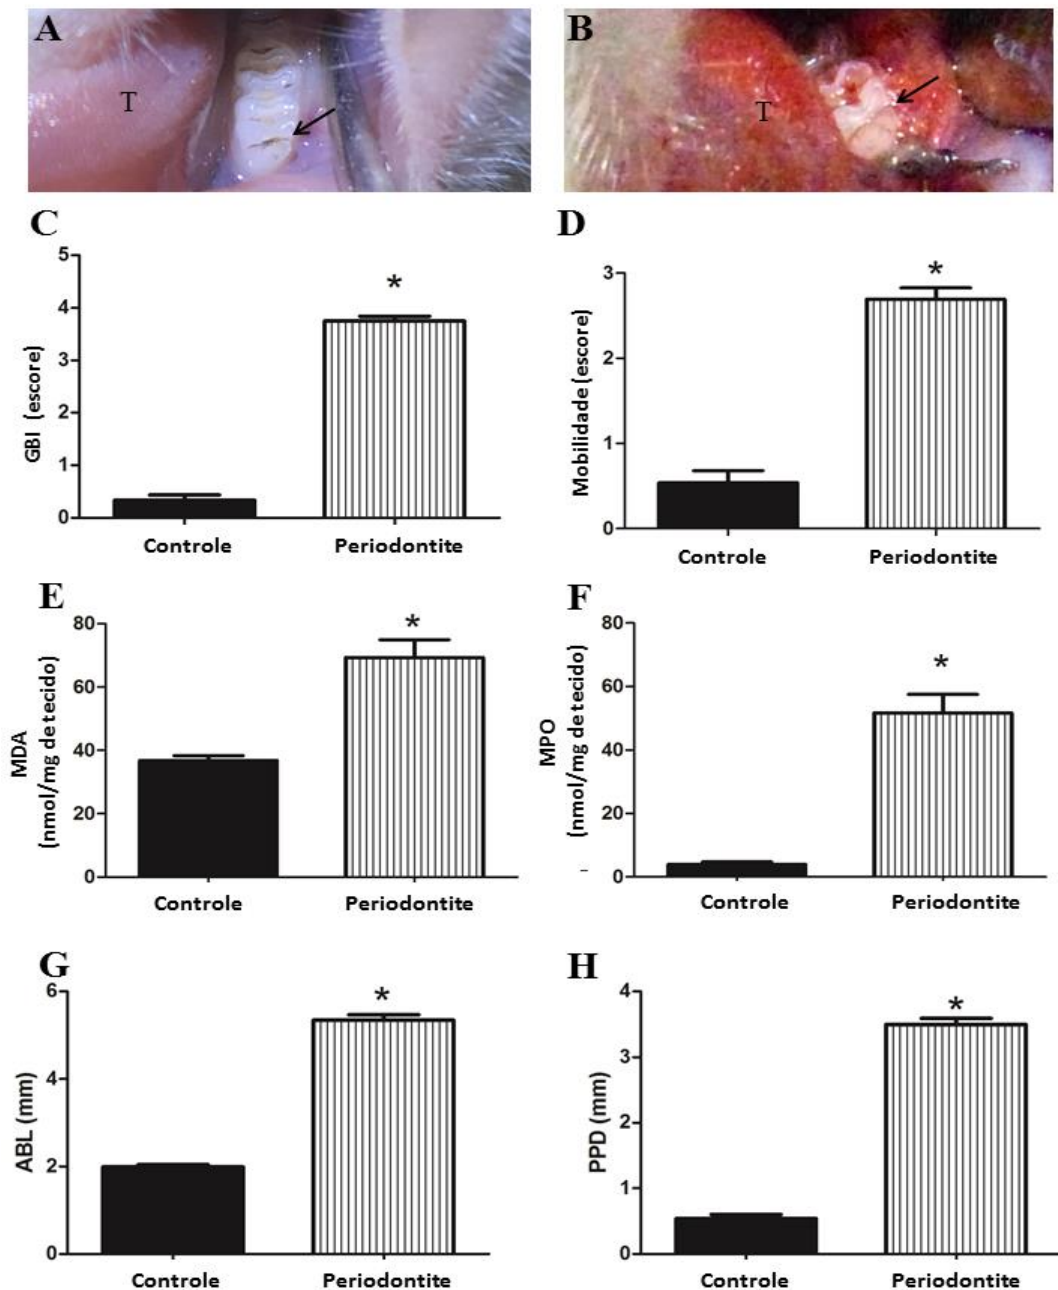 A
T
B
T
C
GBI (escore)
5
4
3
2
1
0
*
Controle
Periodontite
D
Mobilidade (escore)
3
2
1
0
*
Controle
Periodontite
E
MDA
(nmol/mg de tecido)
80
60
40
20
0
*
Controle
Periodontite
F
MPO
(nmol/mg de tecido)
80
60
40
20
0
*
Controle
Periodontite
G
ABL (mm)
6
4
2
0
*
Controle
Periodontite
H
PPD (mm)
4
3
2
1
0
*
Controle
Periodontite